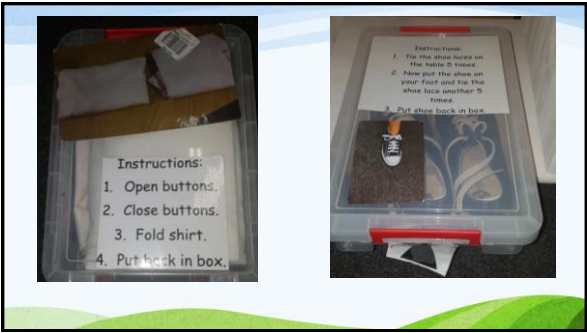 Instructions:
1. Open buttons.
2. Close buttons.
3. Fold shirt.
4. Put back in box.
Instructions:
1. Tie the shoe laces on
the table 5 times.
2. Now put the shoe on
your foot and tie the
shoe lace another 5
times.
3. Put shoe back in box.